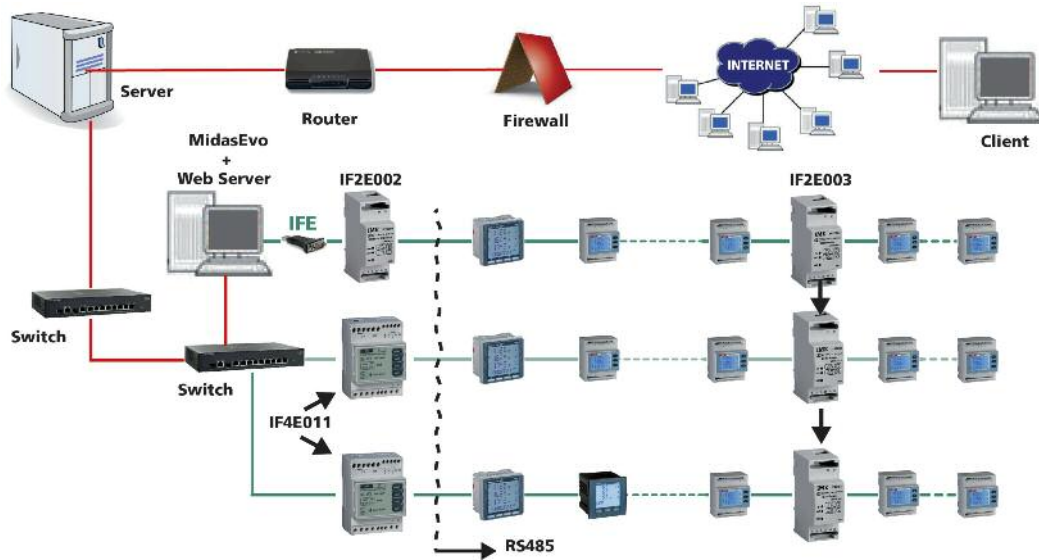 INTERNET
Server
Router
Firewall
Client
MidasEvo
+
Web Server
IF2E002
IF2E003
IFE
Switch
Switch
IF4E011
RS485